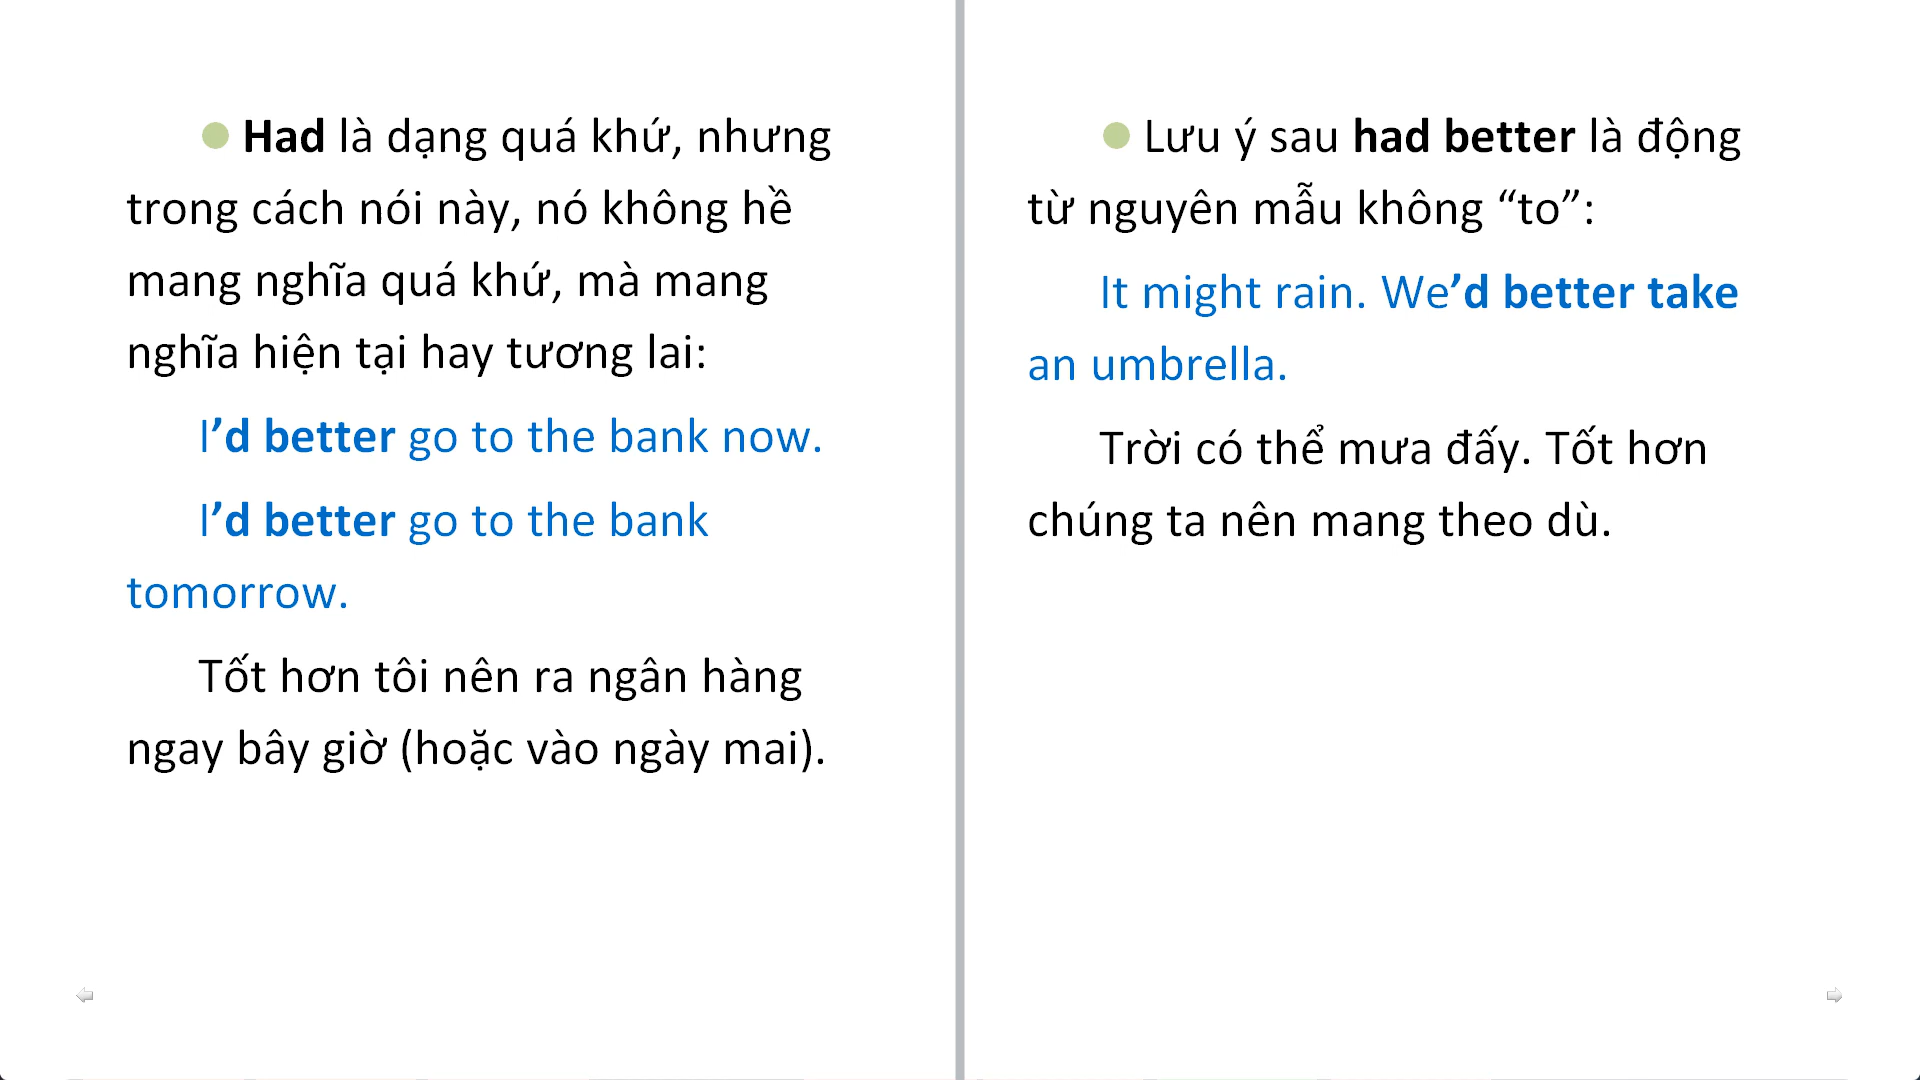 Had là dạng quá khứ, nhưng
trong cách nói này, nó không hề
mang nghĩa quá khứ, mà mang
nghĩa hiện tại hay tương lai:
I’d better go to the bank now.
I’d better go to the bank
tomorrow.
Tốt hơn tôi nên ra ngân hàng
ngay bây giờ (hoặc vào ngày mai).
Lưu ý sau had better là động
từ nguyên mẫu không “to”:
It might rain. We’d better take
an umbrella.
Trời có thể mưa đấy. Tốt hơn
chúng ta nên mang theo dù.